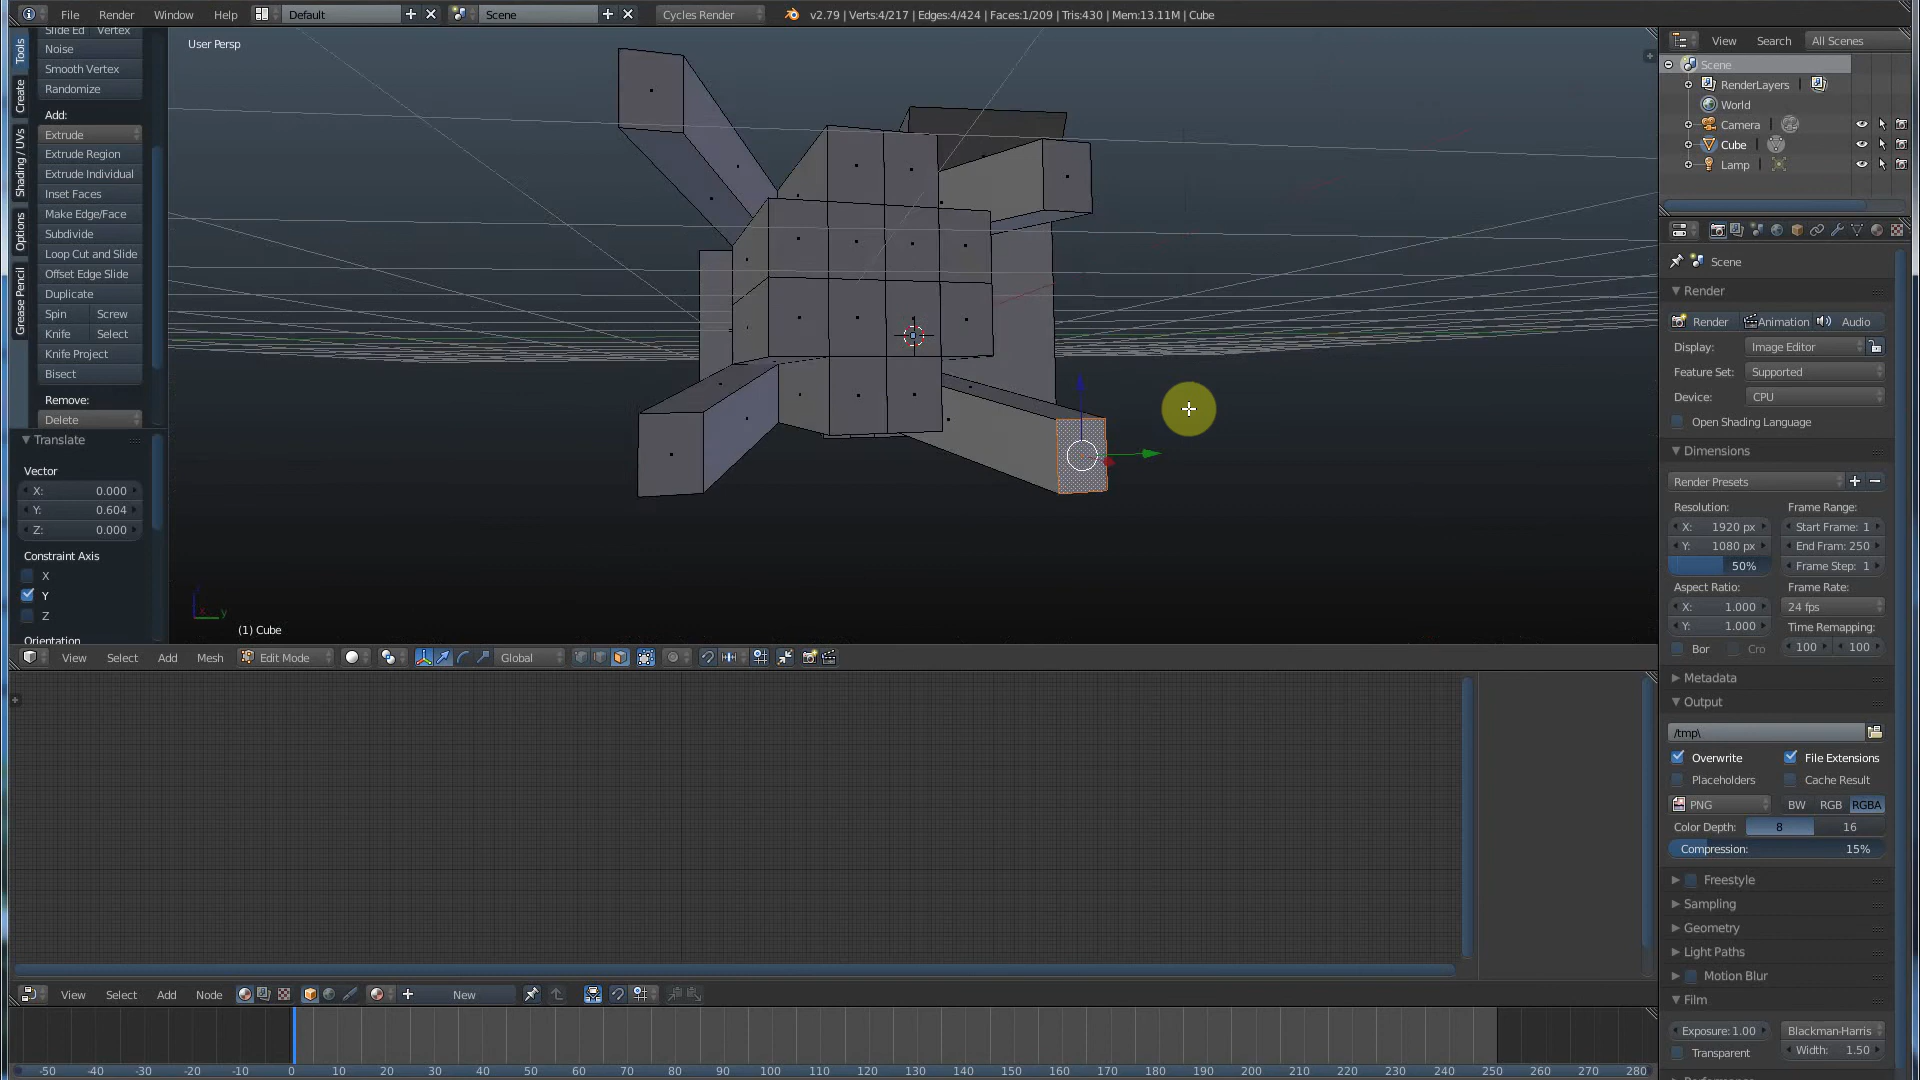 File Render Window Help Default Scene Cycles Render v2.79 | Verts:4/217 | Edges:4/424 | Faces:1/209 | Tris:430 | Mem:13.11M | Cube
Slide Ed Vertex
Noise
Smooth Vertex
Randomize
Add:
Extrude
Extrude Region
Extrude Individual
Inset Faces
Make Edge/Face
Subdivide
Loop Cut and Slide
Offset Edge Slide
Duplicate
Spin Screw
Knife Select
Knife Project
Bisect
Remove:
Delete
Tools
Create
Shading / UVs
Options
Grease Pencil
Translate
Vector
X: 0.000
Y: 0.604
Z: 0.000
Constraint Axis
X
Y
Z
Orientation
User Persp
x y
(1) Cube
View Select Add Mesh Edit Mode Global
View Select Add Node New
-50 -40 -30 -20 -10 0 10 20 30 40 50 60 70 80 90 100 110 120 130 140 150 160 170 180 190 200 210 220 230 240 250 260 270 280
View Search All Scenes
Scene
RenderLayers
World
Camera
Cube
Lamp
Scene
Render
Render Animation Audio
Display: Image Editor
Feature Set: Supported
Device: CPU
Open Shading Language
Dimensions
Render Presets
Resolution: Frame Range:
X: 1920 px Start Frame: 1
Y: 1080 px End Fram: 250
50% Frame Step: 1
Aspect Ratio: Frame Rate:
X: 1.000 24 fps
Y: 1.000 Time Remapping:
Bor Cro 100 100
Metadata
Output
/tmp\
Overwrite File Extensions
Placeholders Cache Result
PNG BW RGB RGBA
Color Depth: 8 16
Compression: 15%
Freestyle
Sampling
Geometry
Light Paths
Motion Blur
Film
Exposure: 1.00 Blackman-Harris
Transparent Width: 1.50